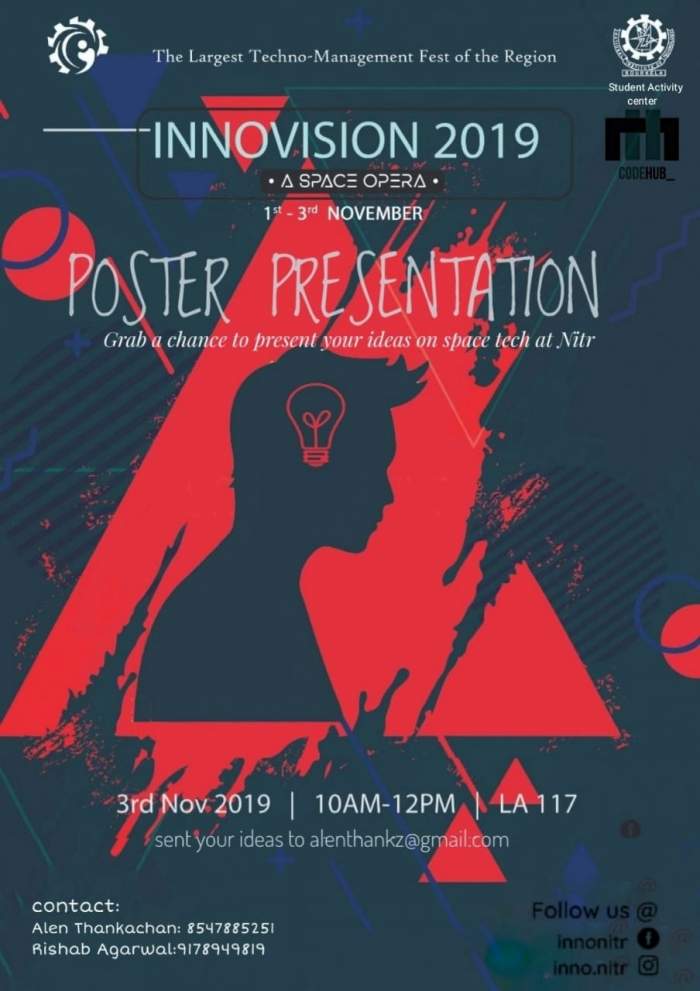 The Largest Techno-Management Fest of the Region
Student Activity
center
CODEHUB_
INNOVISION 2019
• A SPACE OPERA •
1st - 3rd NOVEMBER
POSTER PRESENTATION
Grab a chance to present your ideas on space tech at Nitr
3rd Nov 2019 | 10AM-12PM | LA 117
sent your ideas to alenthankz@gmail.com
contact:
Alen Thankachan: 8547885251
Rishab Agarwal:9178949819
Follow us @
innonitr
inno.nitr